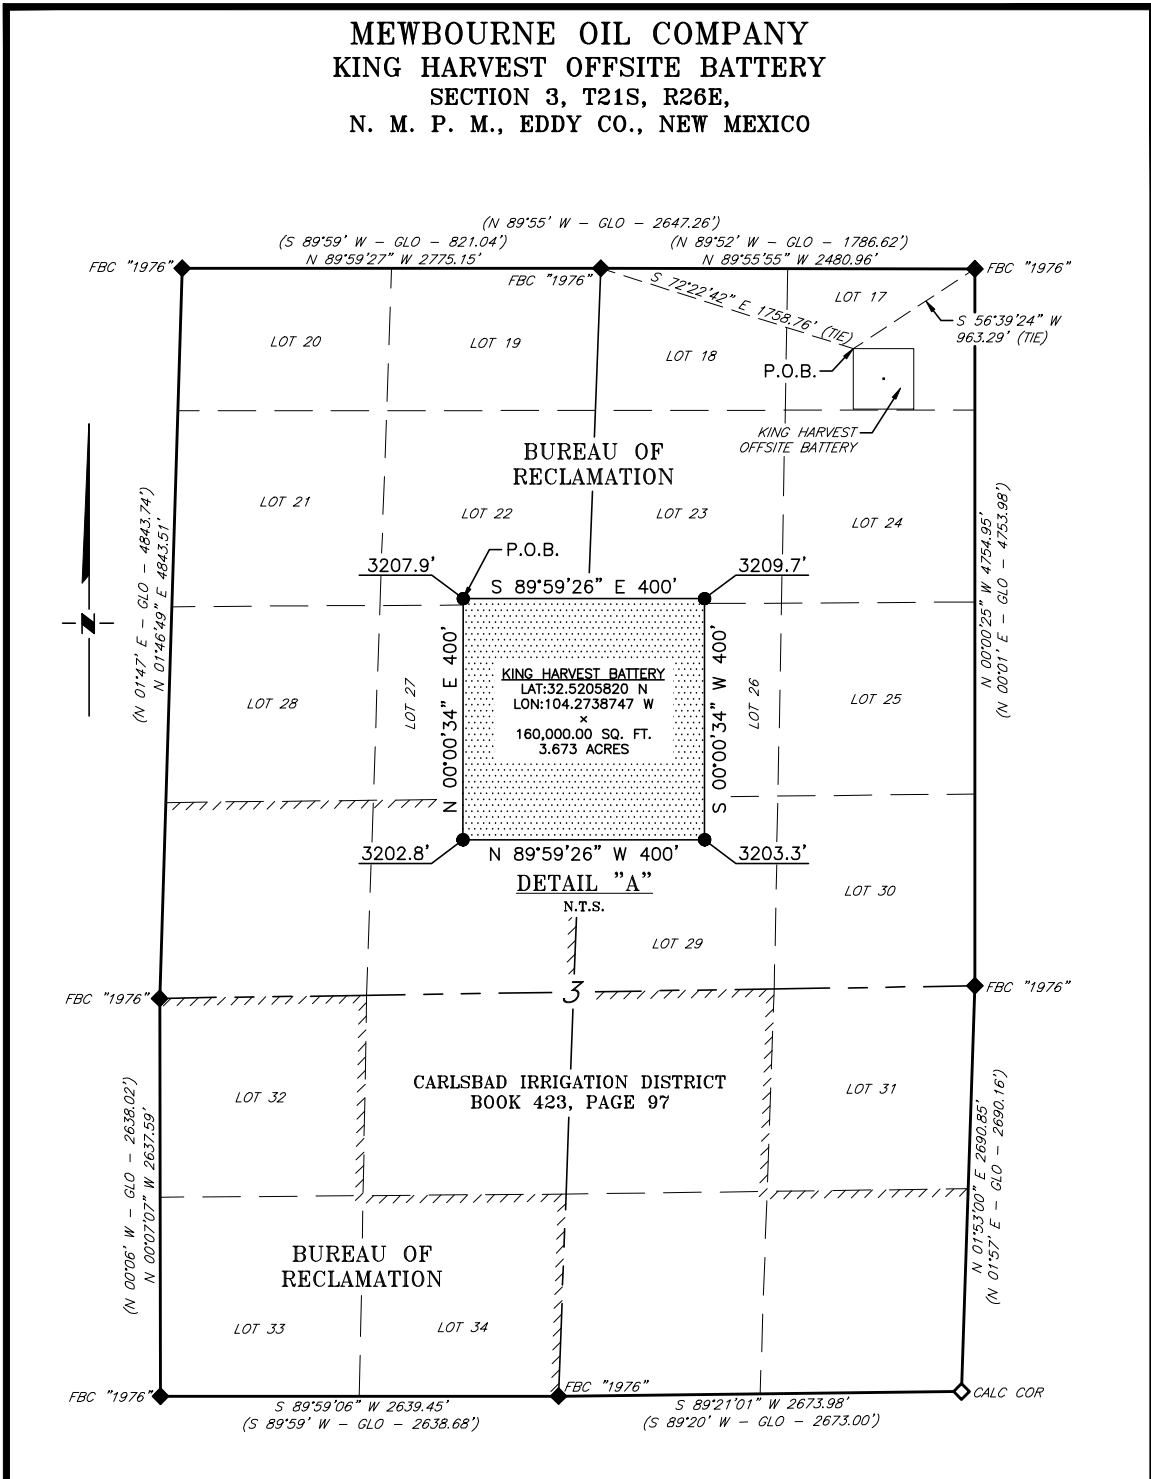 MEWBOURNE OIL COMPANY
KING HARVEST OFFSITE BATTERY
SECTION 3, T21S, R26E,
N. M. P. M., EDDY CO., NEW MEXICO
(N 89°55' W - GLO - 2647.26')
(S 89°59' W - GLO - 821.04')
(N 89°52' W - GLO - 1786.62')
N 89°59'27" W 2775.15'
N 89°55'55" W 2480.96'
FBC "1976"
FBC "1976"
FBC "1976"
S 72°22'42" E 1758.76' (TIE)
LOT 17
S 56°39'24" W
963.29' (TIE)
LOT 20
LOT 19
LOT 18
P.O.B.
KING HARVEST
OFFSITE BATTERY
BUREAU OF
RECLAMATION
LOT 21
LOT 22
LOT 23
LOT 24
(N 01°47' E - GLO - 4843.74')
N 01°46'49" E 4843.51'
N 00°00'25" W 4754.95'
(N 00°01' E - GLO - 4753.98')
P.O.B.
3207.9'
3209.7'
S 89°59'26" E 400'
N
N 00°00'34" E 400'
S 00°00'34" W 400'
KING HARVEST BATTERY
LAT:32.5205820 N
LON:104.2738747 W
×
160,000.00 SQ. FT.
3.673 ACRES
LOT 28
LOT 27
LOT 26
LOT 25
3202.8'
3203.3'
N 89°59'26" W 400'
DETAIL "A"
N.T.S.
LOT 30
LOT 29
FBC "1976"
3
FBC "1976"
CARLSBAD IRRIGATION DISTRICT
BOOK 423, PAGE 97
LOT 32
LOT 31
(N 00°06' W - GLO - 2638.02')
N 00°07'07" W 2637.59'
N 01°53'00" E 2690.85'
(N 01°57' E - GLO - 2690.16')
BUREAU OF
RECLAMATION
LOT 33
LOT 34
FBC "1976"
FBC "1976"
CALC COR
S 89°59'06" W 2639.45'
(S 89°59' W - GLO - 2638.68')
S 89°21'01" W 2673.98'
(S 89°20' W - GLO - 2673.00')